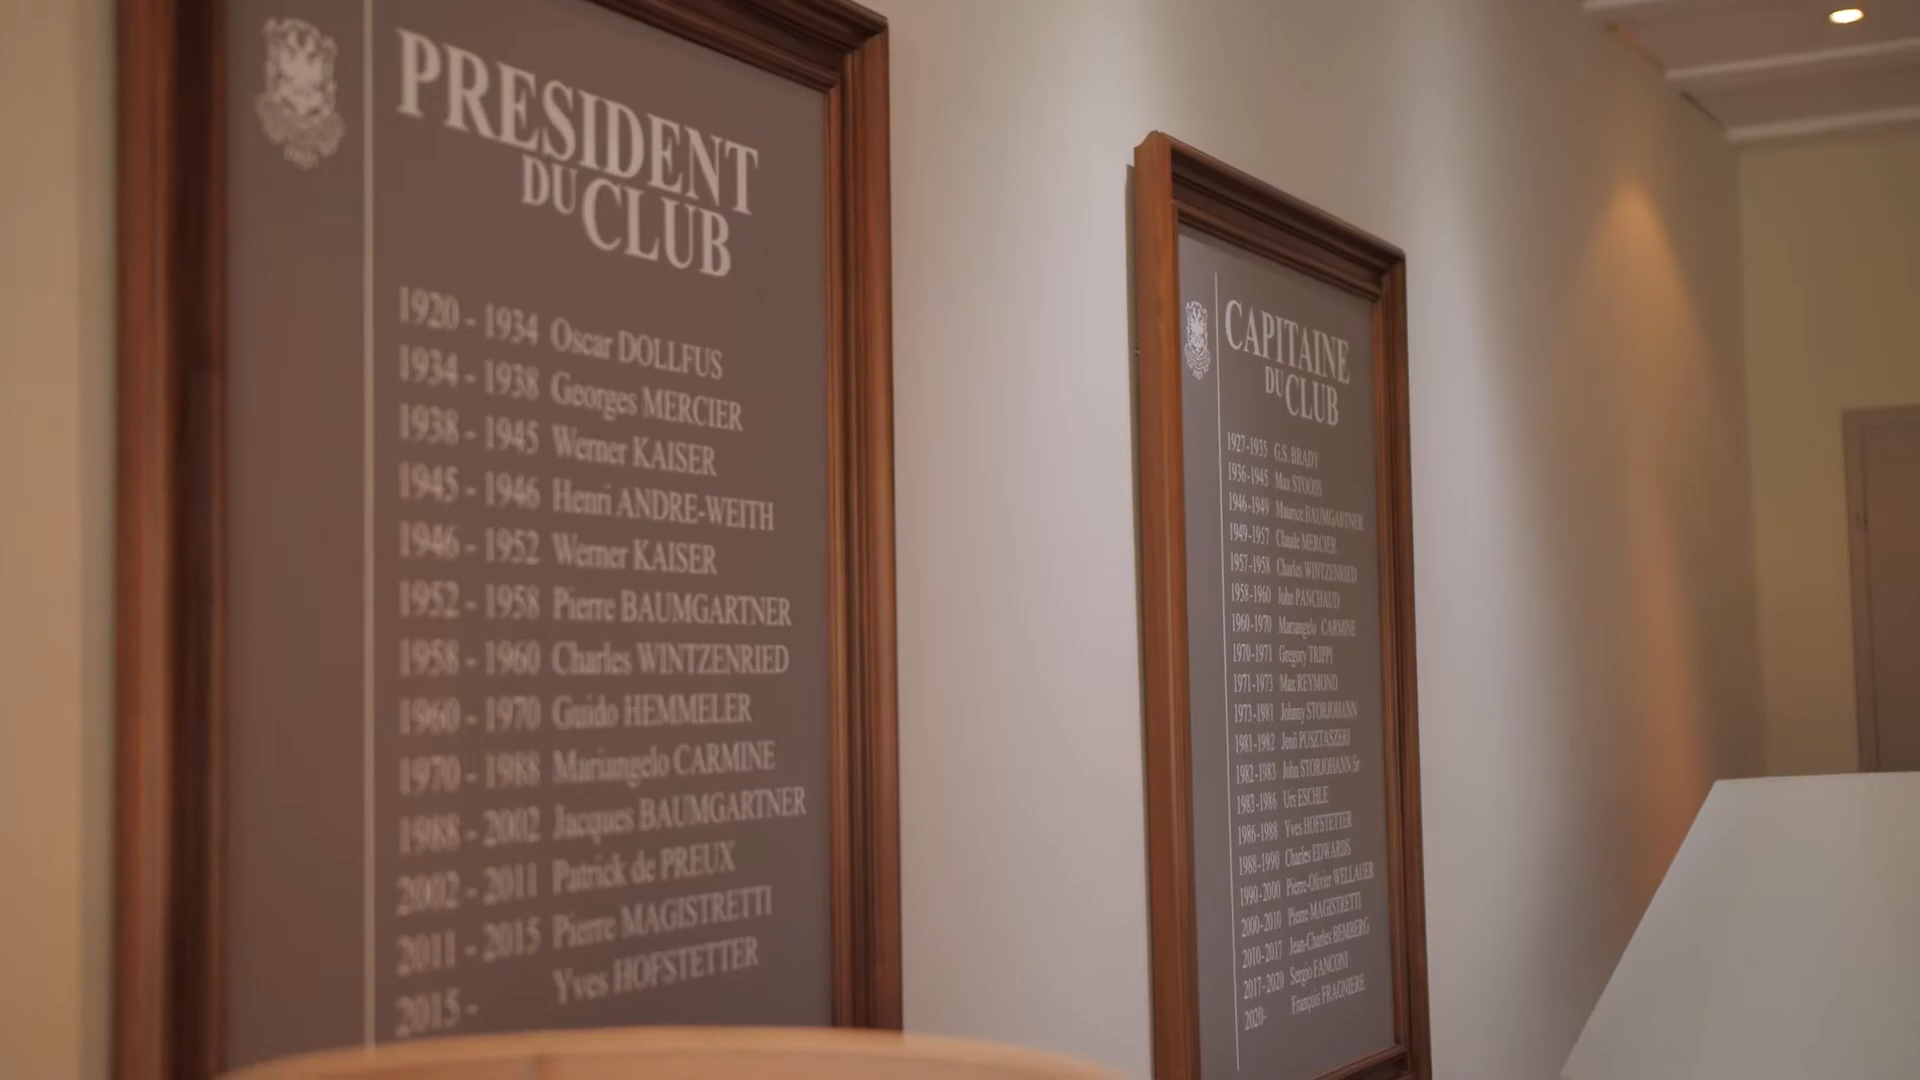 PRESIDENT
DU CLUB
1920 - 1934 Oscar DOLLFUS
1934 - 1938 Georges MERCIER
1938 - 1945 Werner KAISER
1945 - 1946 Henri ANDRE-WEITH
1946 - 1952 Werner KAISER
1952 - 1958 Pierre BAUMGARTNER
1958 - 1960 Charles WINTZENRIED
1960 - 1970 Guido HEMMELER
1970 - 1988 Mariangelo CARMINE
1988 - 2002 Jacques BAUMGARTNER
2002 - 2011 Patrick de PREUX
2011 - 2015 Pierre MAGISTRETTI
2015 - Yves HOFSTETTER
CAPITAINE
DU CLUB
1927-1935 G.S. BRADY
1936-1945 Max STOOSS
1946-1949 Maurice BAUMGARTNER
1949-1957 Claude MERCIER
1957-1958 Charles WINTZENRIED
1958-1960 John PANCHAUD
1960-1970 Mariangelo CARMINE
1970-1971 Gregory TRIPPI
1971-1973 Max REYMOND
1973-1981 Johnny STORJOHANN
1981-1982 Jenö PUSZTASZERI
1982-1983 John STORJOHANN Sr
1983-1986 Urs ESCHLE
1986-1988 Yves HOFSTETTER
1988-1990 Charles EDWARDS
1990-2000 Pierre-Olivier WELLAUER
2000-2010 Pierre MAGISTRETTI
2010-2017 Jean-Charles BEMBERG
2017-2020 Sergio FANCONI
2020- François FRAGNIERE